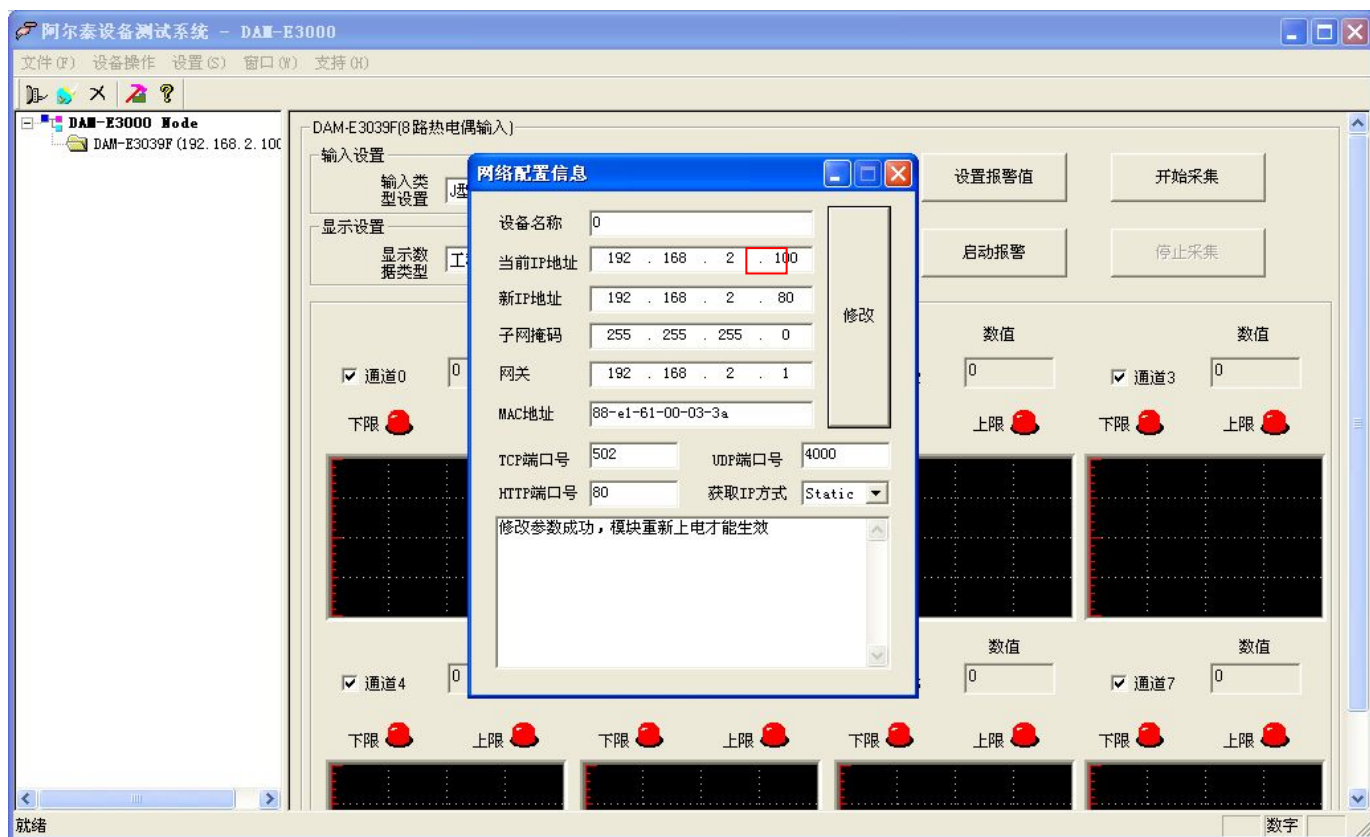 阿尔泰设备测试系统 - DAM-E3000
文件(F) 设备操作 设置(S) 窗口(W) 支持(H)
DAM-E3000 Node
DAM-E3039F(192.168.2.100
DAM-E3039F(8路热电偶输入)
输入设置
输入类型设置
显示设置
显示数据类型
设置报警值
开始采集
启动报警
停止采集
网络配置信息
设备名称 0
当前IP地址 192 . 168 . 2 . 100
新IP地址 192 . 168 . 2 . 80
子网掩码 255 . 255 . 255 . 0
网关 192 . 168 . 2 . 1
MAC地址 88-e1-61-00-03-3a
修改
TCP端口号 502 UDP端口号 4000
HTTP端口号 80 获取IP方式 Static
修改参数成功，模块重新上电才能生效
数值 数值
通道0 0 0 通道3 0
下限 上限 下限 上限
数值 数值
通道4 0 0 通道7 0
下限 上限 下限 上限 下限 上限 下限 上限
就绪 数字